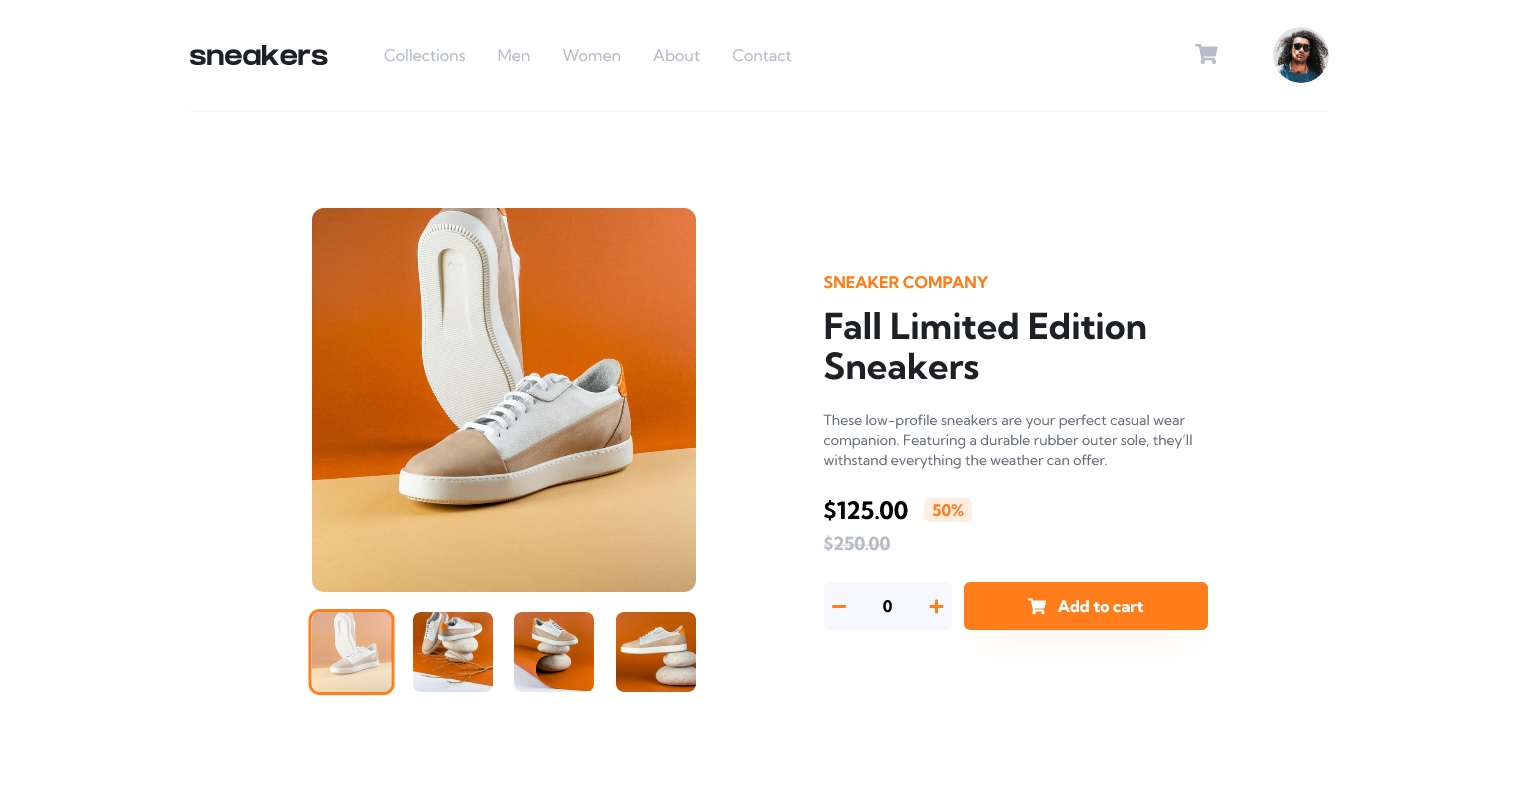 sneakers
Collections Men Women About Contact
SNEAKER COMPANY
Fall Limited Edition
Sneakers
These low-profile sneakers are your perfect casual wear
companion. Featuring a durable rubber outer sole, they’ll
withstand everything the weather can offer.
$125.00 50%
$250.00
0 Add to cart